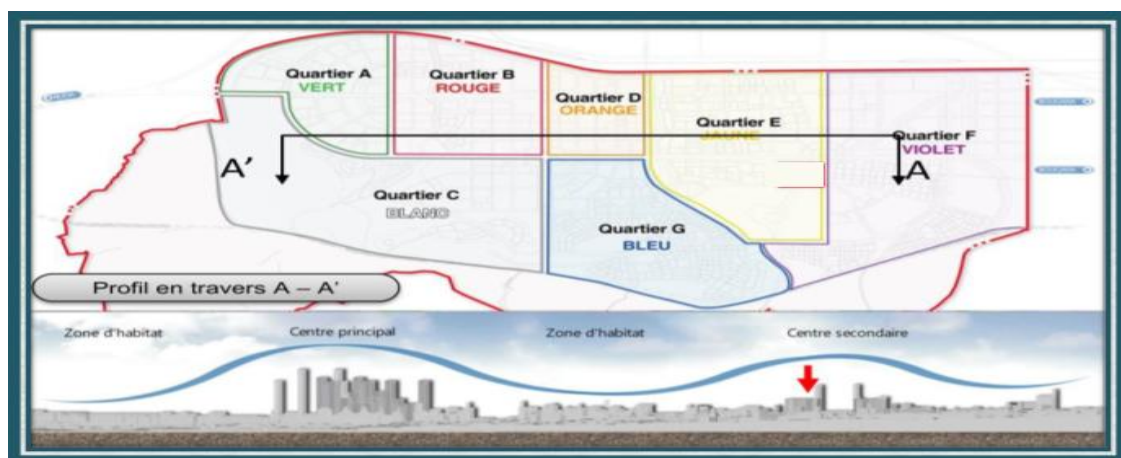 Quartier A
VERT
Quartier B
ROUGE
Quartier D
ORANGE
Quartier E
JAUNE
Quartier F
VIOLET
A'
A
Quartier C
BLANC
Quartier G
BLEU
Profil en travers A – A'
Zone d'habitat
Centre principal
Zone d'habitat
Centre secondaire